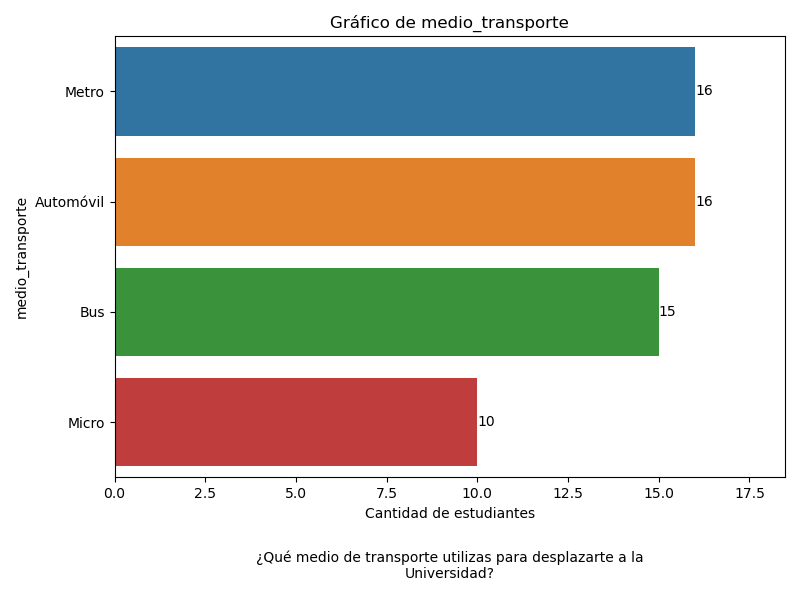 Gráfico de medio_transporte
medio_transporte
Metro
16
Automóvil
16
Bus
15
Micro
10
0.0 2.5 5.0 7.5 10.0 12.5 15.0 17.5
Cantidad de estudiantes
¿Qué medio de transporte utilizas para desplazarte a la
Universidad?